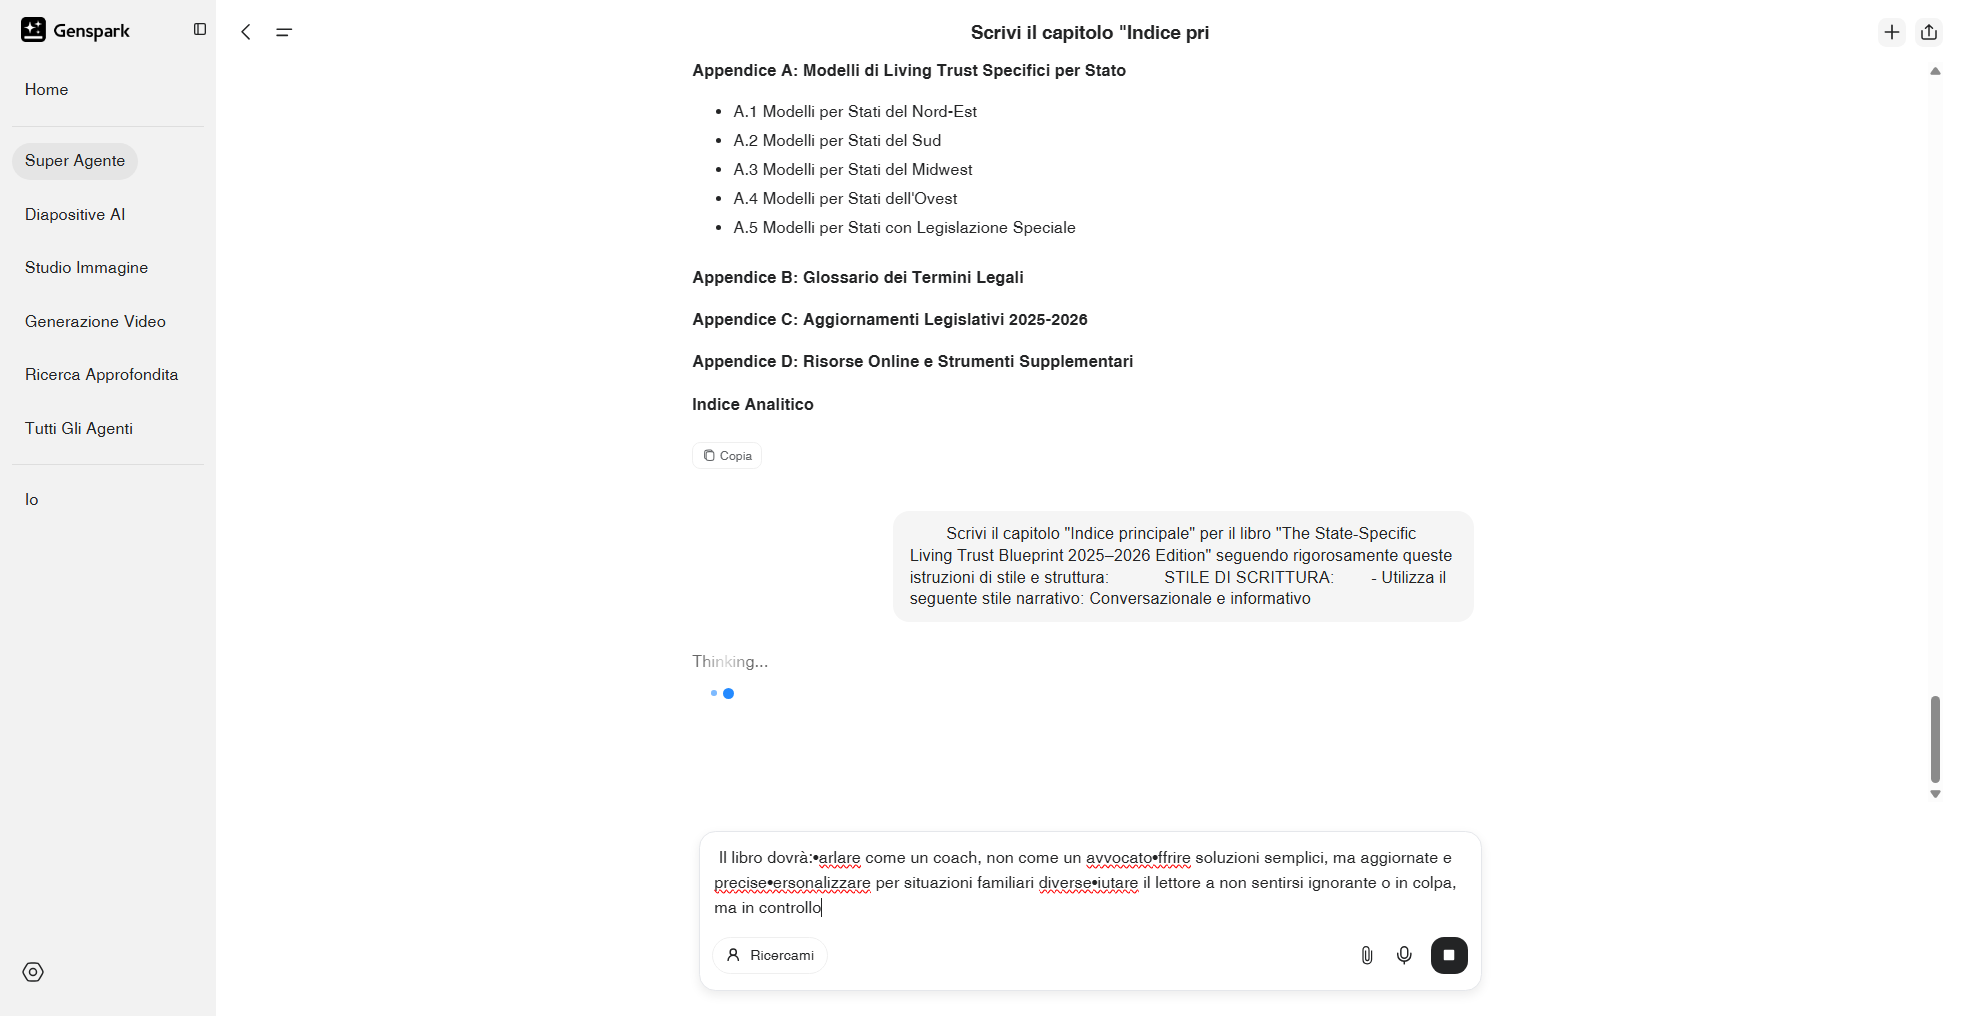 Genspark
Home
Super Agente
Diapositive AI
Studio Immagine
Generazione Video
Ricerca Approfondita
Tutti Gli Agenti
Io
Scrivi il capitolo "Indice pri
Appendice A: Modelli di Living Trust Specifici per Stato
• A.1 Modelli per Stati del Nord-Est
• A.2 Modelli per Stati del Sud
• A.3 Modelli per Stati del Midwest
• A.4 Modelli per Stati dell'Ovest
• A.5 Modelli per Stati con Legislazione Speciale
Appendice B: Glossario dei Termini Legali
Appendice C: Aggiornamenti Legislativi 2025-2026
Appendice D: Risorse Online e Strumenti Supplementari
Indice Analitico
Copia
Scrivi il capitolo "Indice principale" per il libro "The State-Specific
Living Trust Blueprint 2025–2026 Edition" seguendo rigorosamente queste
istruzioni di stile e struttura: STILE DI SCRITTURA: - Utilizza il
seguente stile narrativo: Conversazionale e informativo
Thinking...
Il libro dovrà:•arlare come un coach, non come un avvocato•ffrire soluzioni semplici, ma aggiornate e
precise•ersonalizzare per situazioni familiari diverse•iutare il lettore a non sentirsi ignorante o in colpa,
ma in controllo
Ricercami